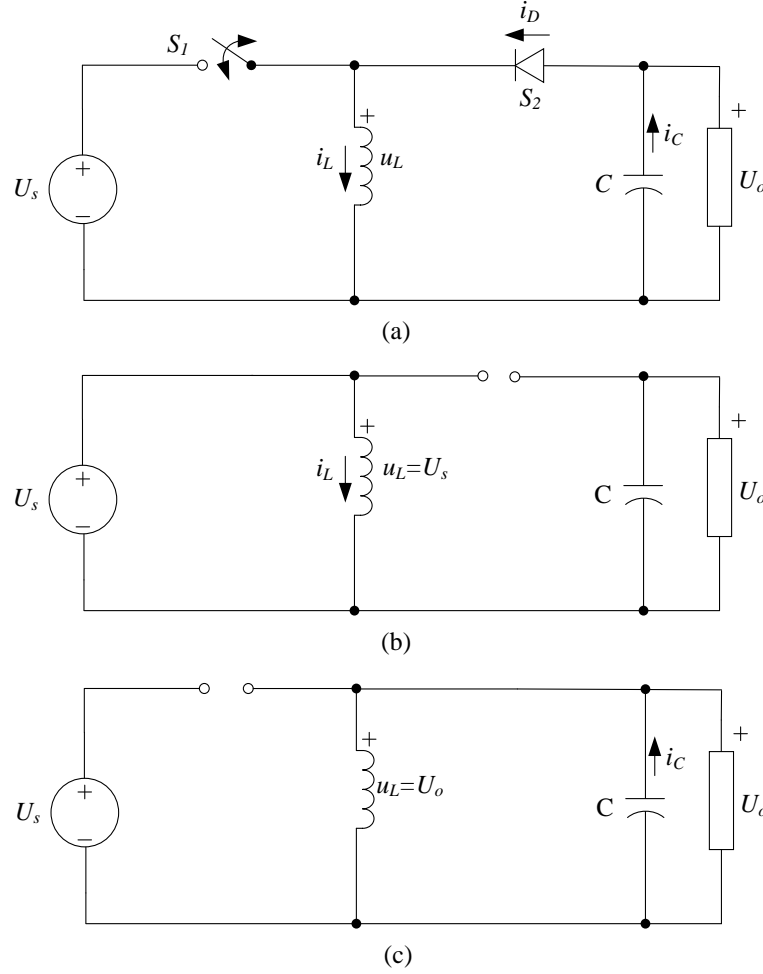 i_D
S_1
S_2
+
+
+
i_L
u_L
i_C
U_s
C
U_o
−
(a)
+
+
+
i_L
u_L=U_s
U_s
C
U_o
−
(b)
+
+
+
i_C
u_L=U_o
U_s
C
U_o
−
(c)